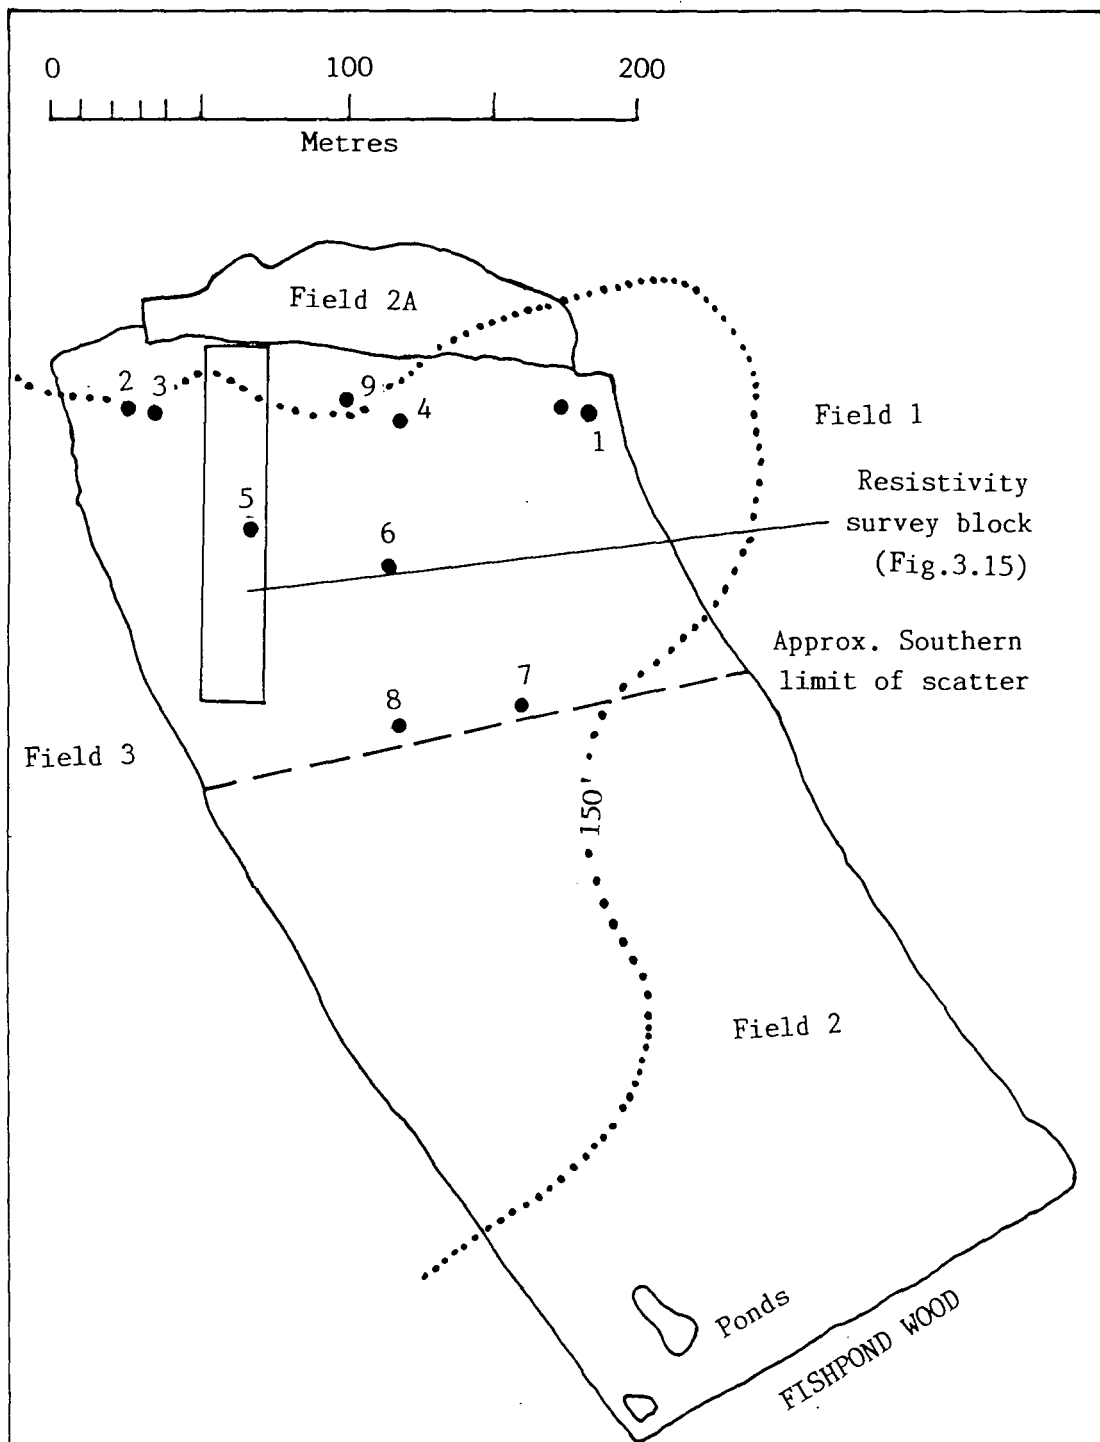 0 100 200
Metres
Field 2A
2 3 9 4 1
Field 1
Resistivity
survey block
(Fig.3.15)
5
6
Approx. Southern
limit of scatter
7
8
Field 3
150'
Field 2
Ponds
FISHPOND WOOD